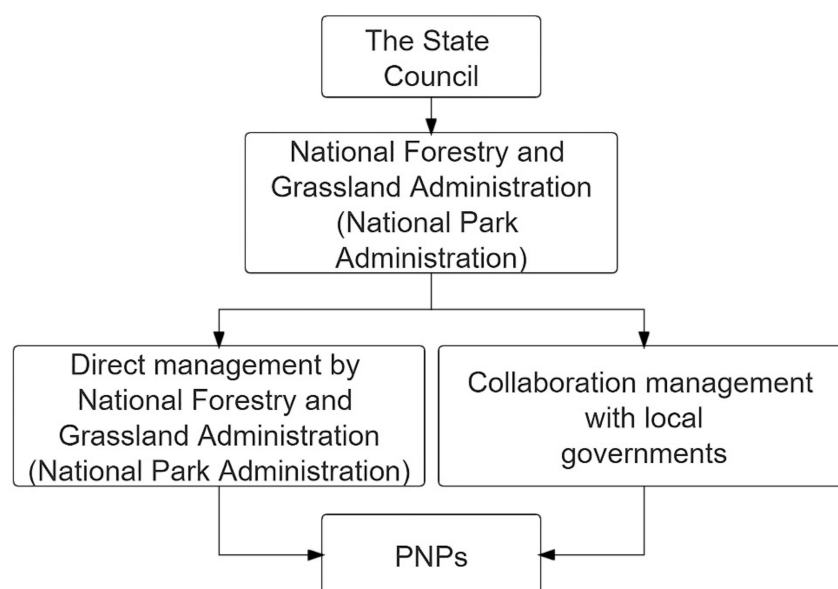 The State
Council
National Forestry and
Grassland Administration
(National Park
Administration)
Direct management by
National Forestry and
Grassland Administration
(National Park Administration)
Collaboration management
with local
governments
PNPs